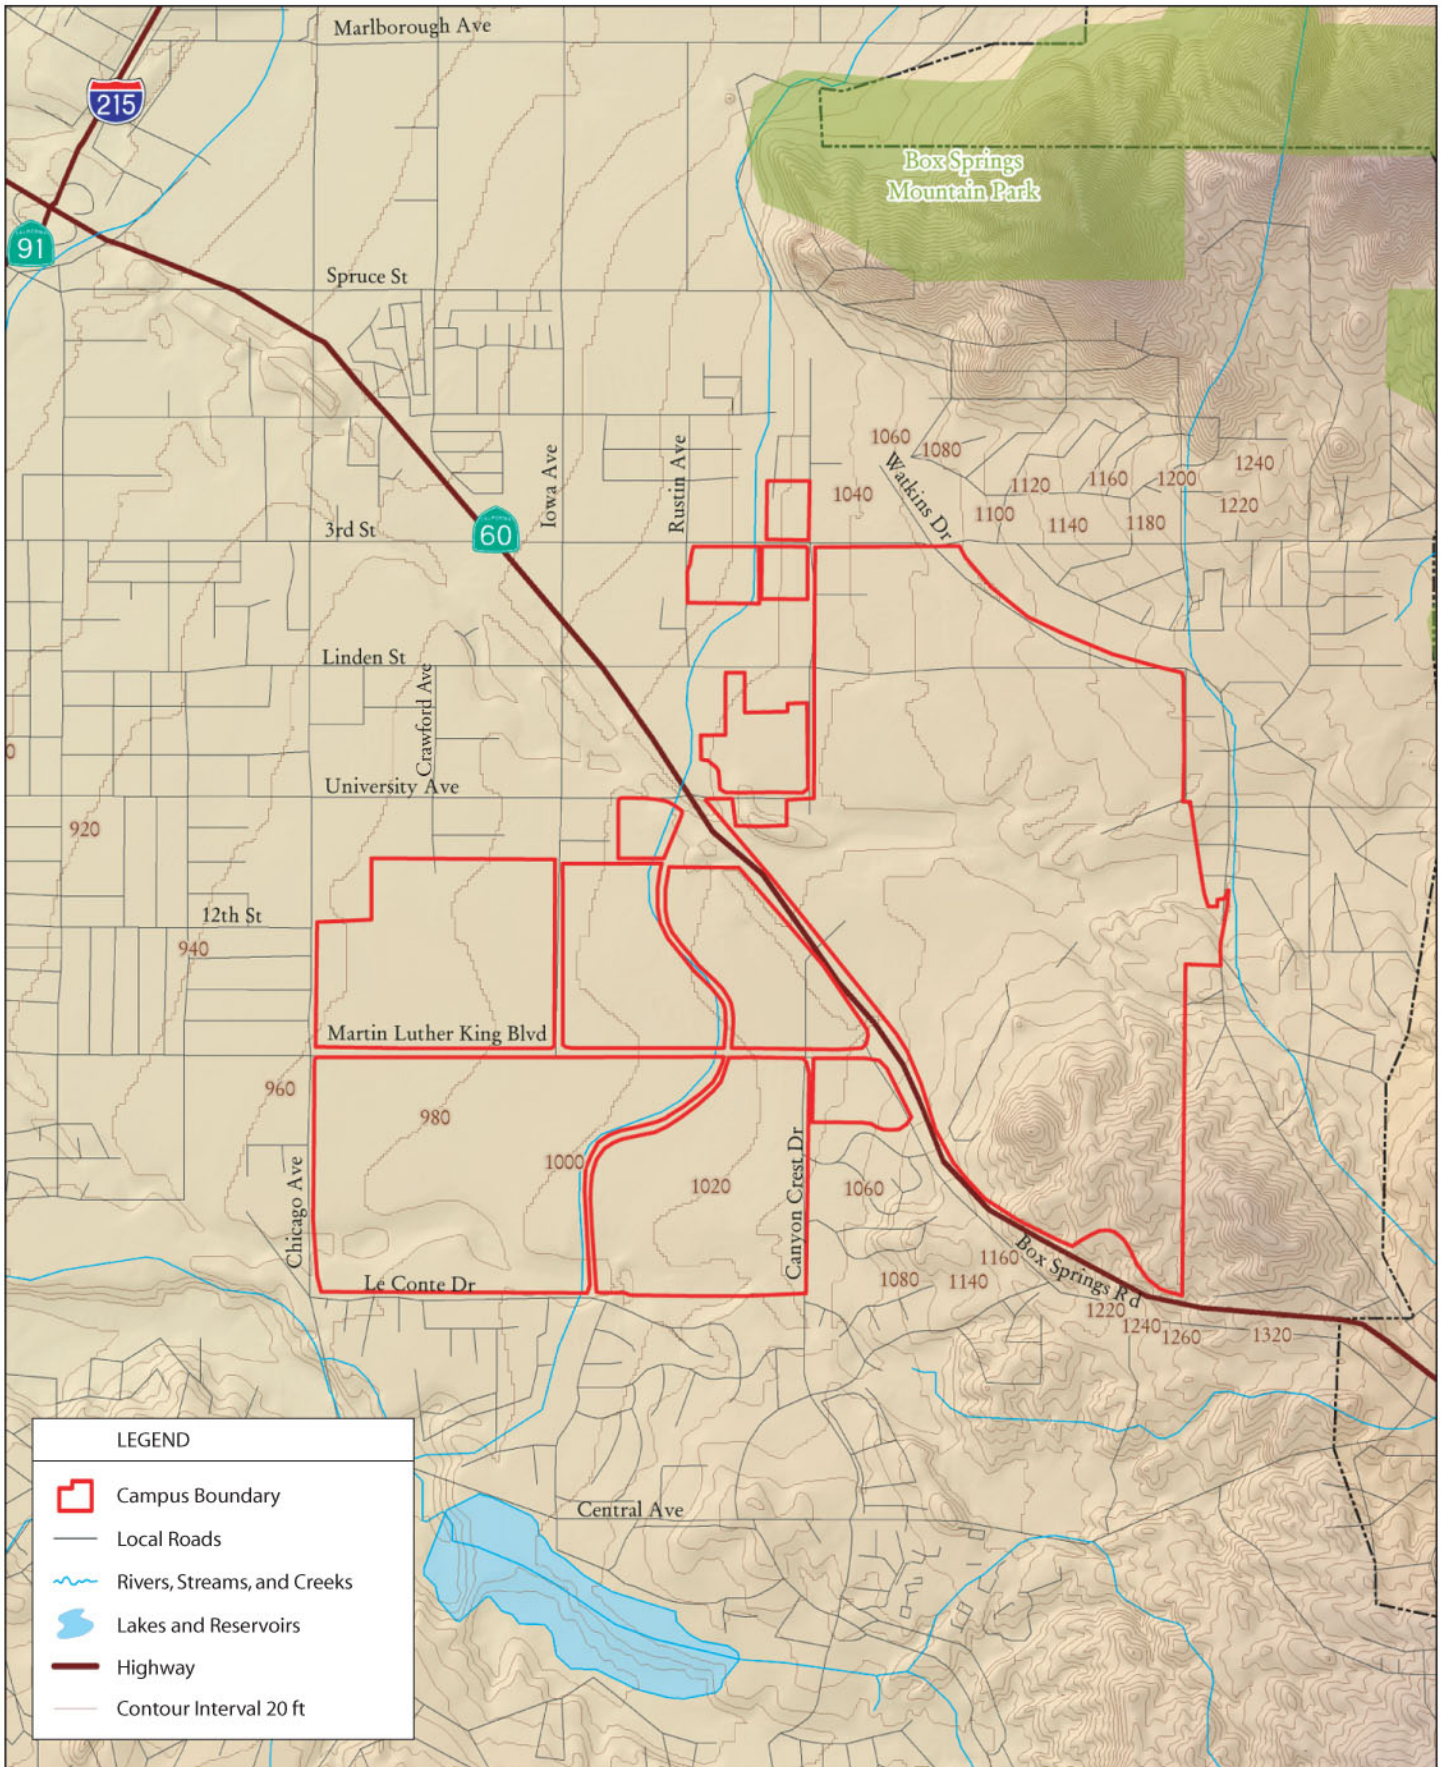 Marlborough Ave
215
Box Springs
Mountain Park
91
Spruce St
1060
1080
Watkins Dr
1240
1160
1200
1120
1040
1220
1100
1140
1180
Iowa Ave
Rustin Ave
3rd St
60
Linden St
Crawford Ave
University Ave
920
12th St
940
Martin Luther King Blvd
960
980
1000
1020
1060
Chicago Ave
Canyon Crest Dr
Le Conte Dr
1160
1080
1140
Box Springs Rd
1220
1240
1260
1320
Central Ave
LEGEND
Campus Boundary
Local Roads
Rivers, Streams, and Creeks
Lakes and Reservoirs
Highway
Contour Interval 20 ft